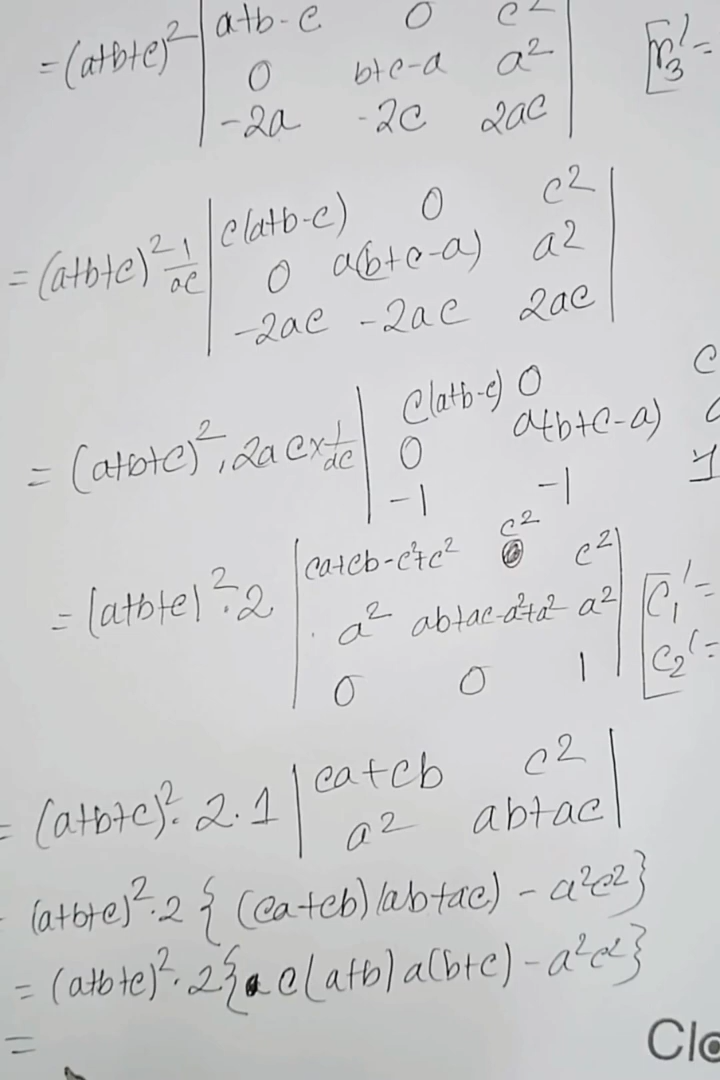 = (a+b+c)² | a+b-c 0 c² |
| 0 b+c-a a² | [r₃' =
| -2a -2c 2ac |
= (a+b+c)² 1/ac | c(a+b-c) 0 c² |
| 0 a(b+c-a) a² |
| -2ac -2ac 2ac |
= (a+b+c)², 2ac × 1/ac | c(a+b-c) 0 c
| 0 a+b+c-a)
| -1 -1 1
= (a+b+c)².2 | ca+cb-c²+c² c² c² |
| a² ab+ac-a²+a² a² | [c₁' =
| 0 0 1 | c₂' =
= (a+b+c)². 2.1 | ca+cb c² |
| a² ab+ac |
(a+b+c)².2 { (ca+cb) (ab+ac) - a²c²}
= (a+b+c)². 2{ c(a+b) a(b+c) - a²c²}
=
Clo